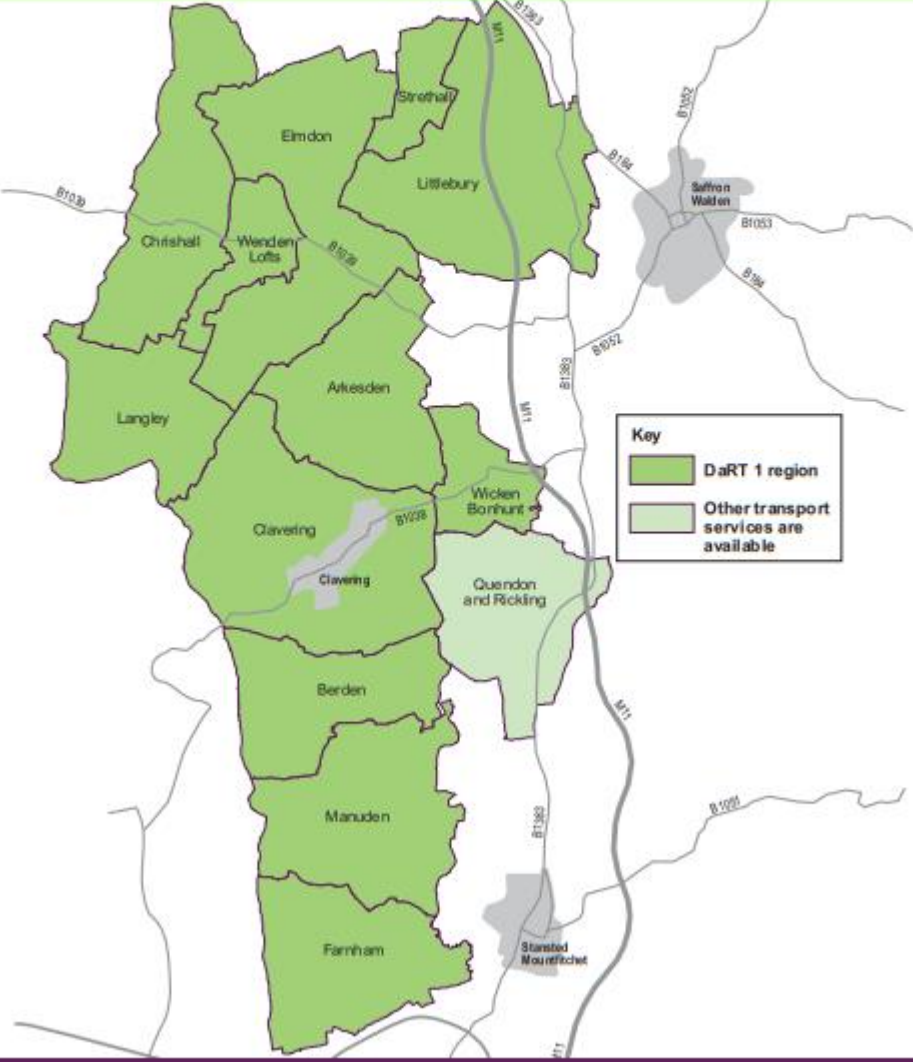 B1383
M11
Strethall
B1052
Elmdon
B184
Littlebury
Saffron
Walden
B1039
B1053
Chrishall
Wenden
Lofts
B1039
B184
B1052
B1383
Arkesden
M11
Langley
Key
DaRT 1 region
Other transport
services are
available
Wicken
Bonhunt
B1038
Clavering
Clavering
Quendon
and Rickling
Berden
M11
Manuden
B1051
B1383
Farnham
Stansted
Mountfitchet
M11